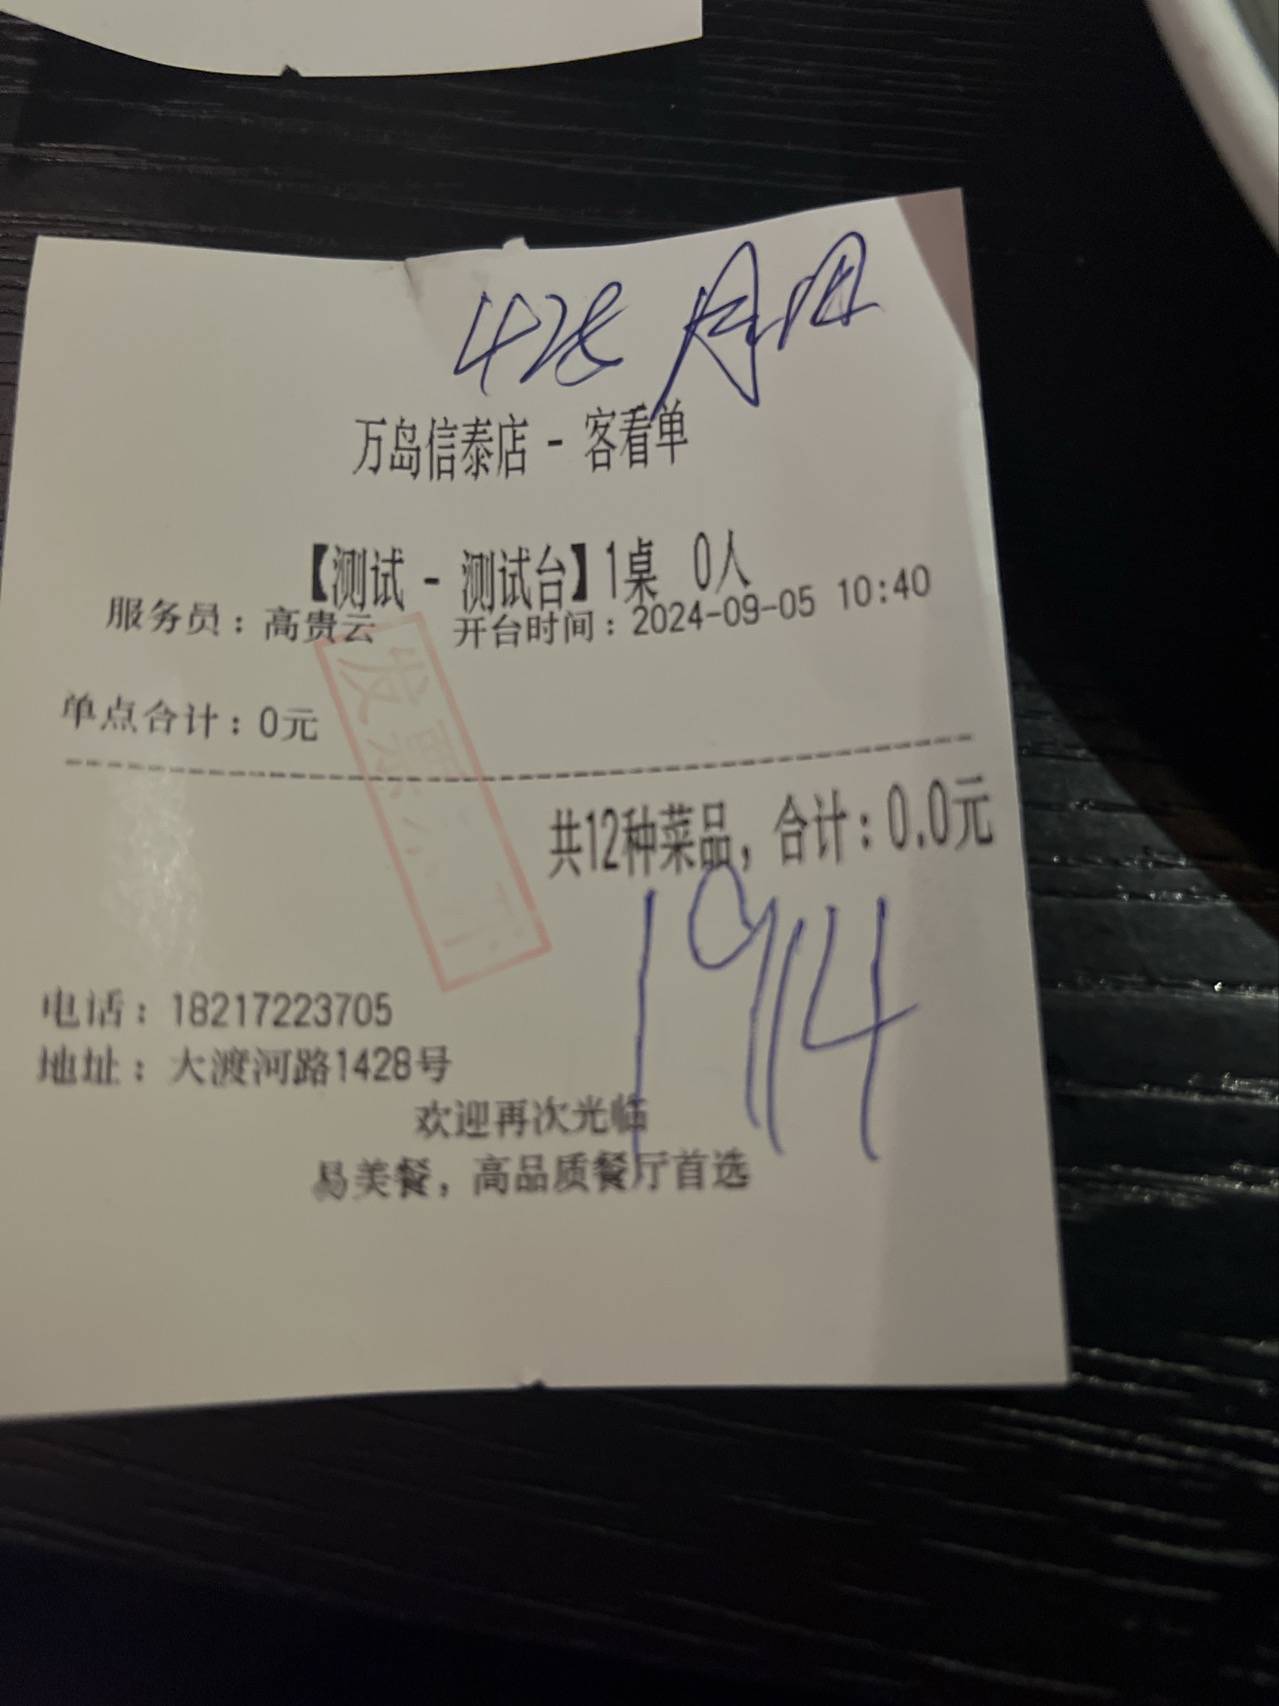 428
万岛信泰店 - 客看单
【测试 - 测试台】1桌 0人
服务员：高贵云 开台时间：2024-09-05 10:40
单点合计：0元
共12种菜品，合计：0.0元
发票
电话：18217223705
地址：大渡河路1428号
欢迎再次光临
易美餐，高品质餐厅首选